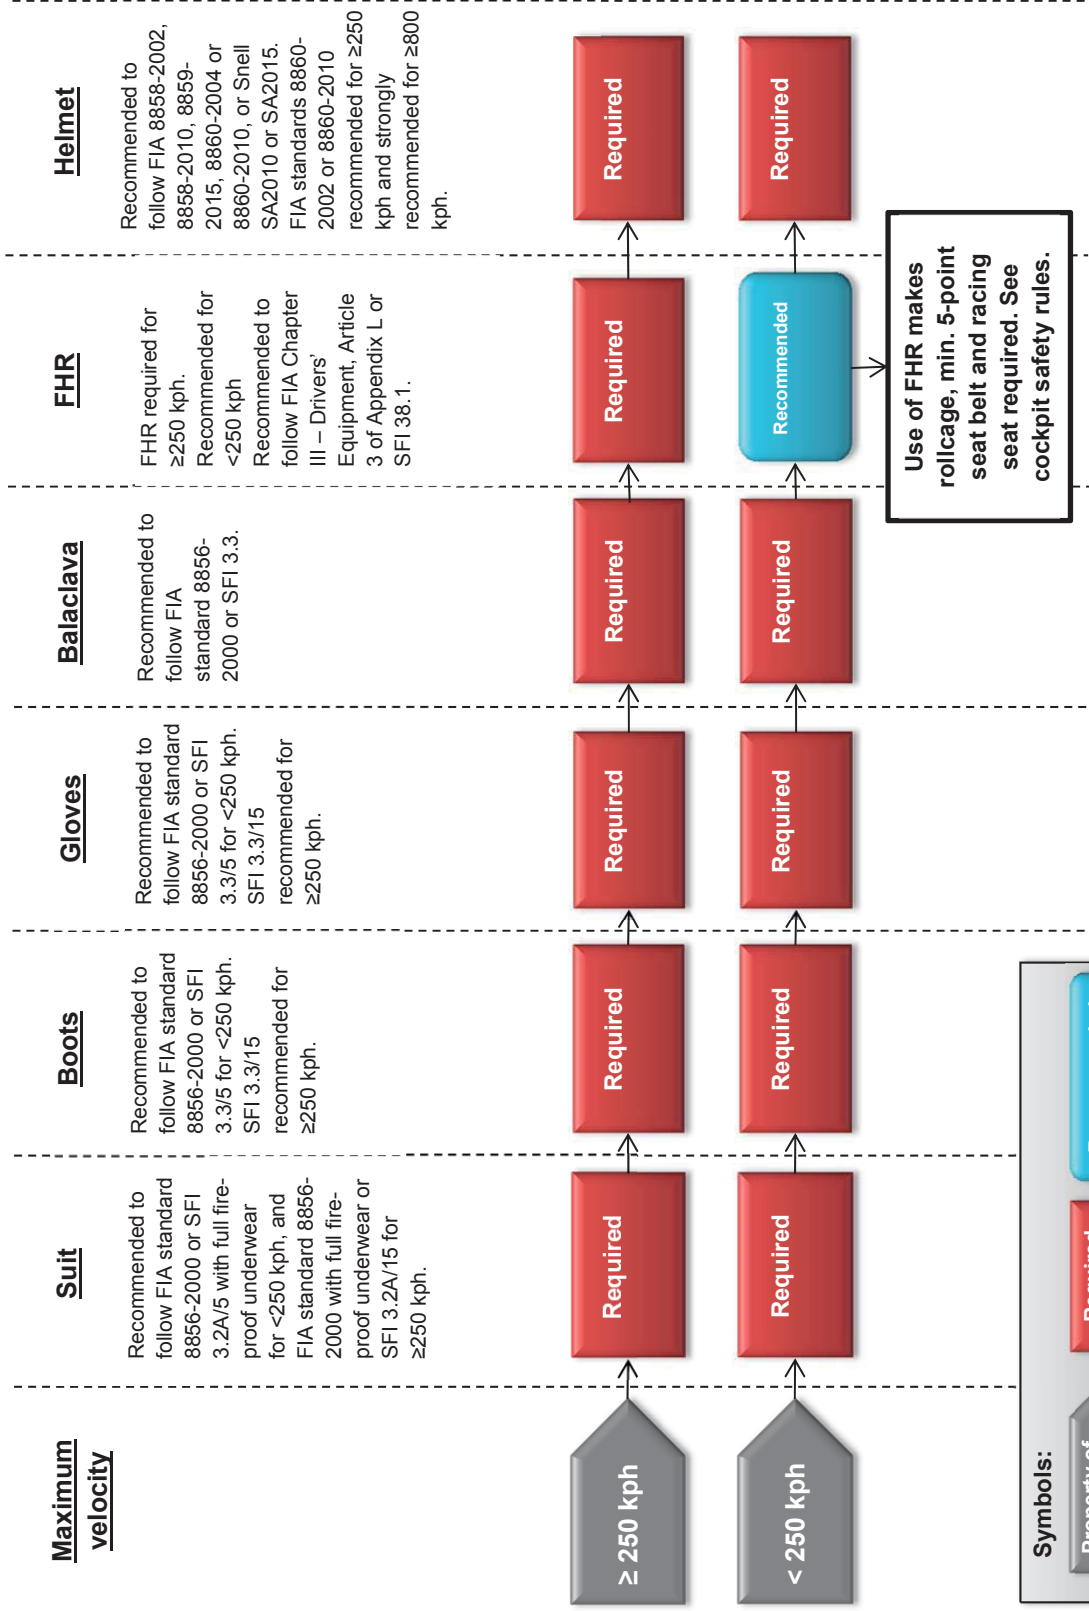 Maximum
velocity
Suit
Recommended to
follow FIA standard
8856-2000 or SFI
3.2A/5 with full fire-
proof underwear
for <250 kph, and
FIA standard 8856-
2000 with full fire-
proof underwear or
SFI 3.2A/15 for
≥250 kph.
Boots
Recommended to
follow FIA standard
8856-2000 or SFI
3.3/5 for <250 kph.
SFI 3.3/15
recommended for
≥250 kph.
Gloves
Recommended to
follow FIA standard
8856-2000 or SFI
3.3/5 for <250 kph.
SFI 3.3/15
recommended for
≥250 kph.
Balaclava
Recommended to
follow FIA
standard 8856-
2000 or SFI 3.3.
FHR
FHR required for
≥250 kph.
Recommended for
<250 kph
Recommended to
follow FIA Chapter
III – Drivers’
Equipment, Article
3 of Appendix L or
SFI 38.1.
Helmet
Recommended to
follow FIA 8858-2002,
8858-2010, 8859-
2015, 8860-2004 or
8860-2010, or Snell
SA2010 or SA2015.
FIA standards 8860-
2002 or 8860-2010
recommended for ≥250
kph and strongly
recommended for ≥800
kph.
≥ 250 kph
Required
Required
Required
Required
Required
Required
< 250 kph
Required
Required
Required
Required
Recommended
Required
Use of FHR makes
rollcage, min. 5-point
seat belt and racing
seat required. See
cockpit safety rules.
Symbols:
Property of
Required